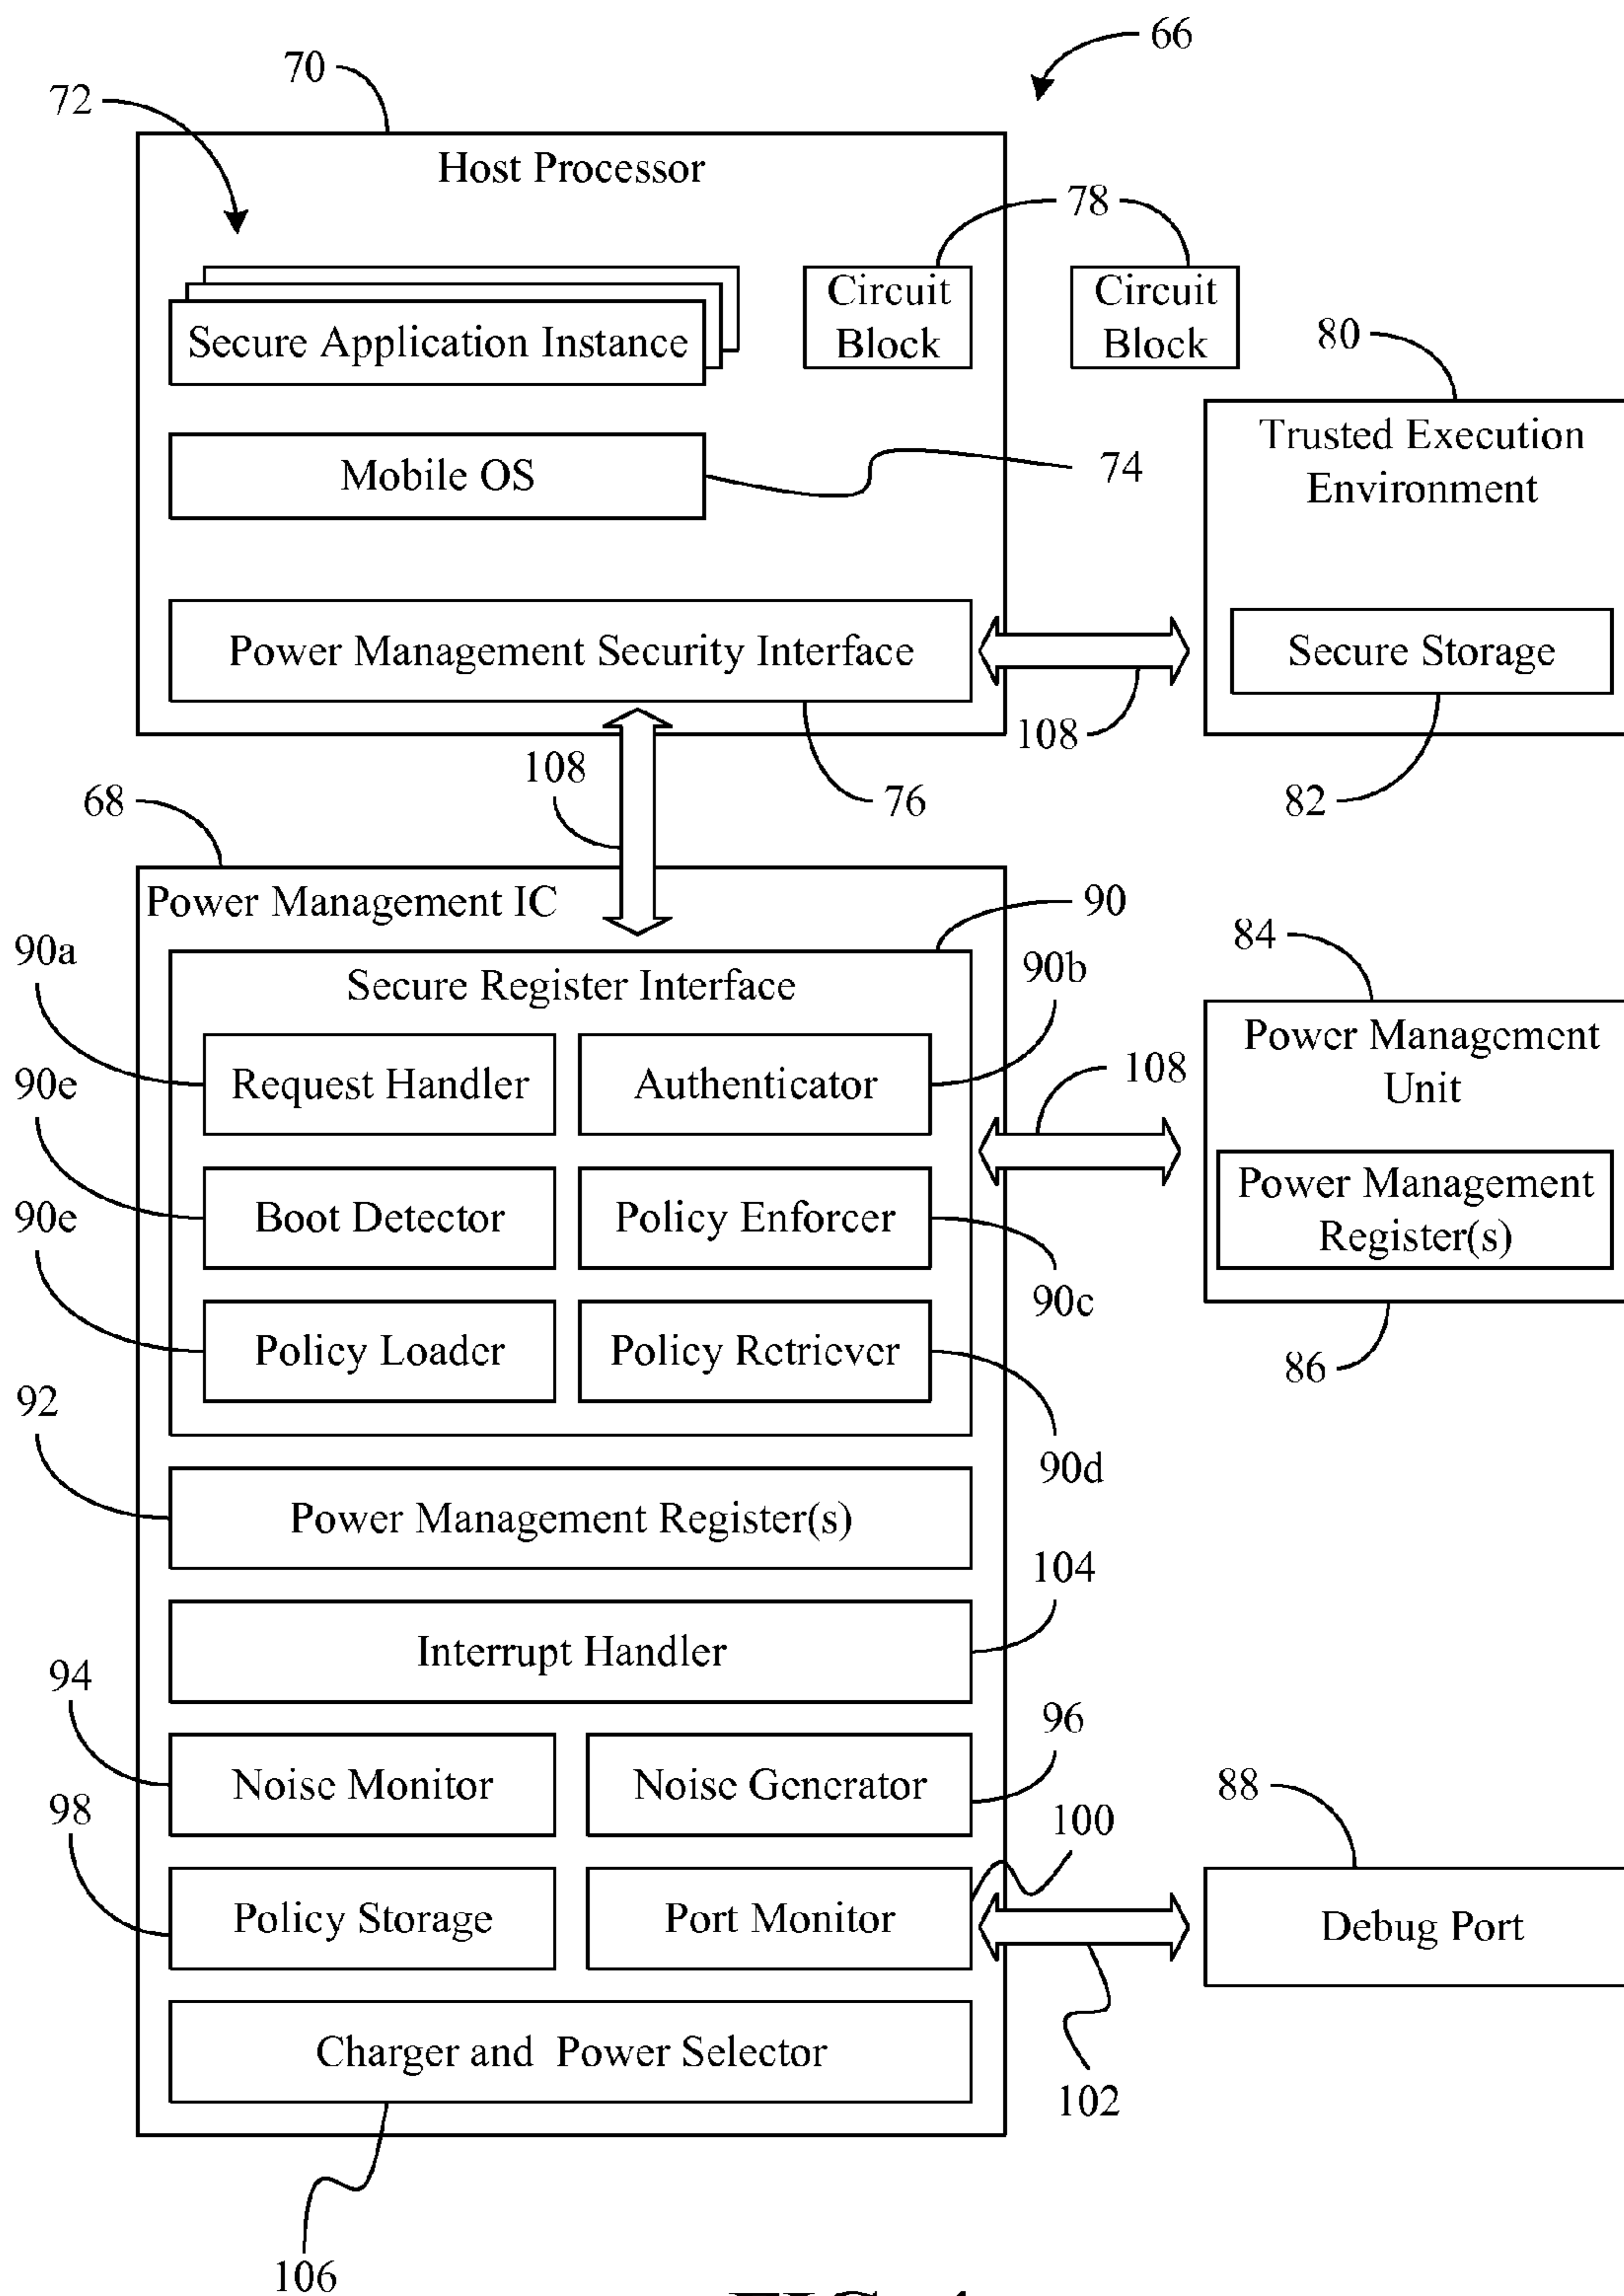 66
70
72
Host Processor
78
Circuit
Block
Circuit
Block
Secure Application Instance
80
Trusted Execution
Environment
Mobile OS
74
Power Management Security Interface
Secure Storage
108
108
76
82
68
Power Management IC
90
84
90a
90b
Secure Register Interface
Power Management
Unit
108
Request Handler
Authenticator
90e
Power Management
Register(s)
Boot Detector
Policy Enforcer
90e
90c
Policy Loader
Policy Retriever
86
92
90d
Power Management Register(s)
104
Interrupt Handler
94
96
Noise Monitor
Noise Generator
88
98
100
Policy Storage
Port Monitor
Debug Port
Charger and Power Selector
102
106